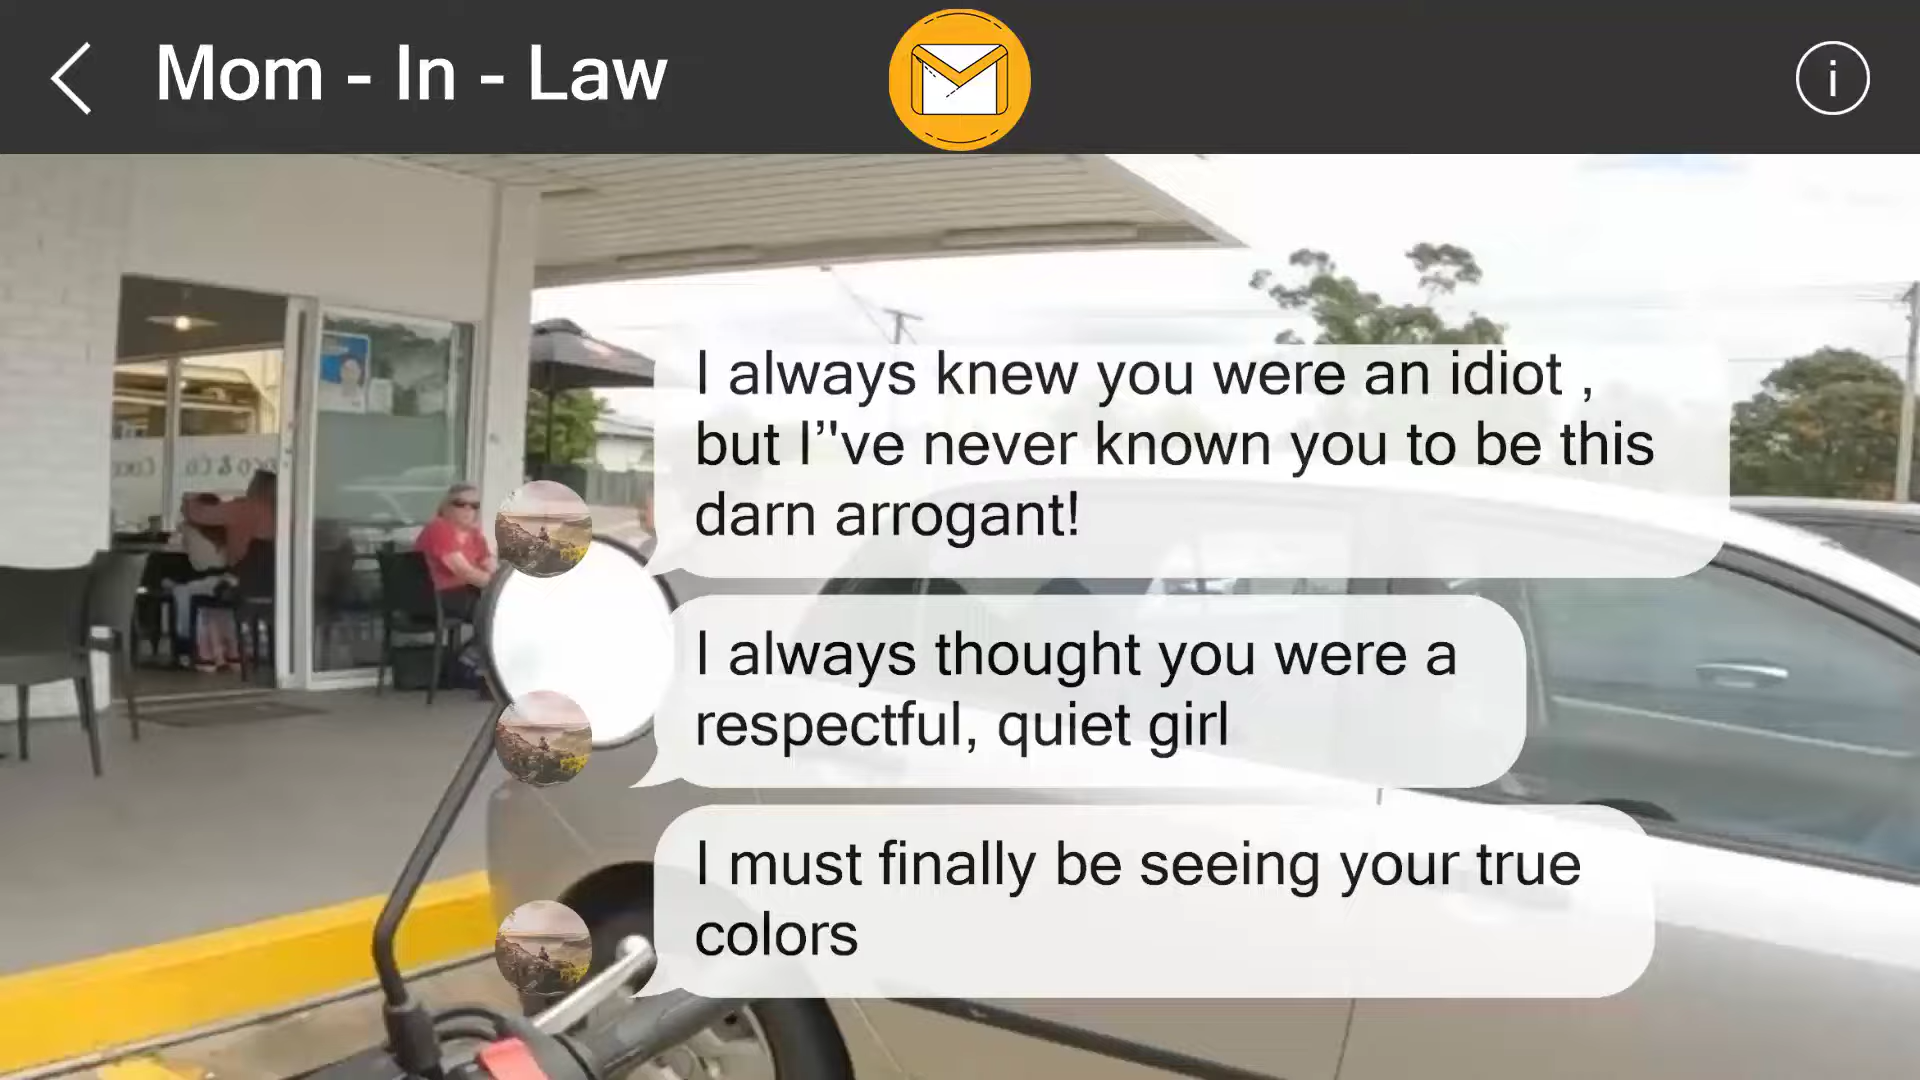 Mom - In - Law
I always knew you were an idiot ,
but I”"ve never known you to be this
darn arrogant!
I always thought you were a
respectful, quiet girl
I must finally be seeing your true
colors